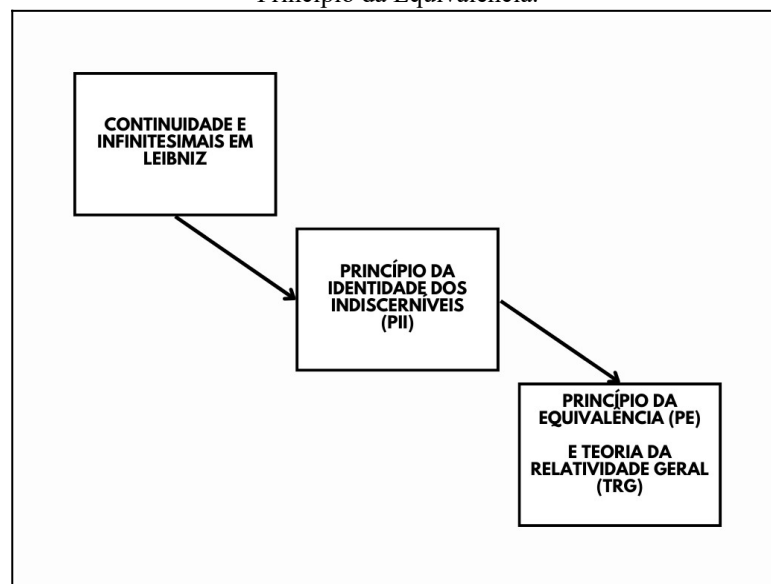 Princípio da Equivalência.
CONTINUIDADE E
INFINITESIMAIS EM
LEIBNIZ
PRINCÍPIO DA
IDENTIDADE DOS
INDISCERNÍVEIS
(PII)
PRINCÍPIO DA
EQUIVALÊNCIA (PE)
E TEORIA DA
RELATIVIDADE GERAL
(TRG)